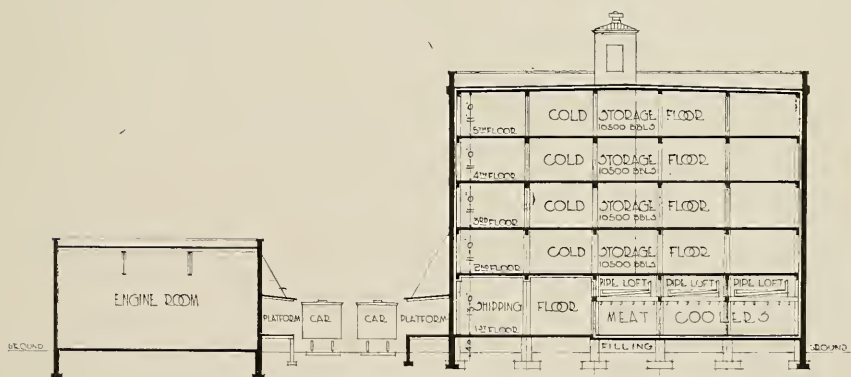 COLD STORAGE FLOOR
10500 BBLS
5TH FLOOR
COLD STORAGE FLOOR
10500 BBLS
4TH FLOOR
COLD STORAGE FLOOR
10500 BBLS
3RD FLOOR
COLD STORAGE FLOOR
10500 BBLS
2ND FLOOR
PIPE LOFT PIPE LOFT PIPE LOFT
ENGINE ROOM
SHIPPING FLOOR
PLATFORM CAR CAR PLATFORM
MEAT COOLERS
1ST FLOOR
GROUND
FILLING
GROUND